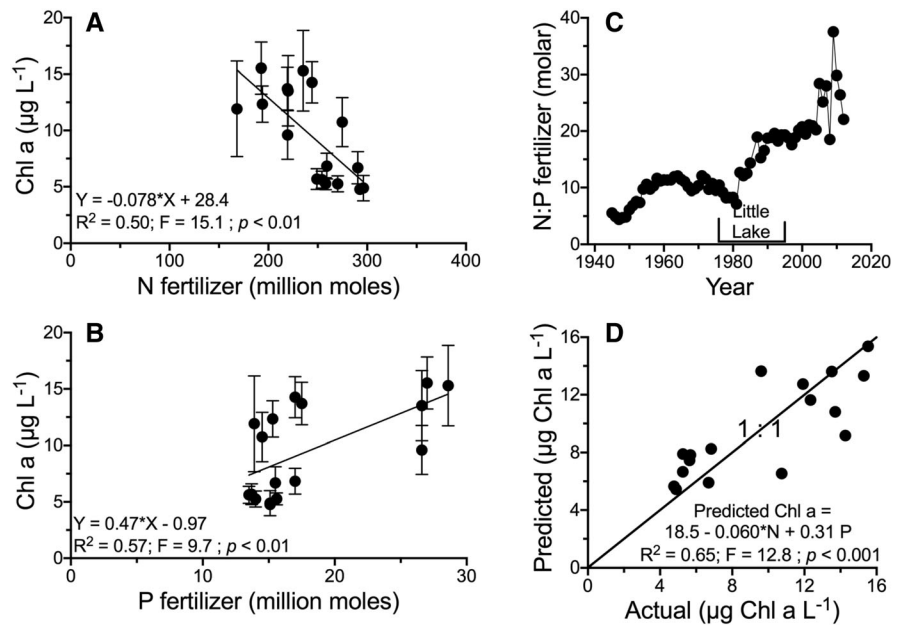 A
Chl a (µg L-1)
20
15
10
5
0
Y = -0.078*X + 28.4
R2 = 0.50; F = 15.1 ; p < 0.01
0 100 200 300 400
N fertilizer (million moles)
C
N:P fertilizer (molar)
40
30
20
10
0
Little
Lake
1940 1960 1980 2000 2020
Year
B
Chl a (µg L-1)
20
15
10
5
0
Y = 0.47*X - 0.97
R2 = 0.57; F = 9.7 ; p < 0.01
0 10 20 30
P fertilizer (million moles)
D
Predicted (µg Chl a L-1)
16
12
8
4
0
1 : 1
Predicted Chl a =
18.5 - 0.060*N + 0.31 P
R2 = 0.65; F = 12.8 ; p < 0.001
0 4 8 12 16
Actual (µg Chl a L-1)